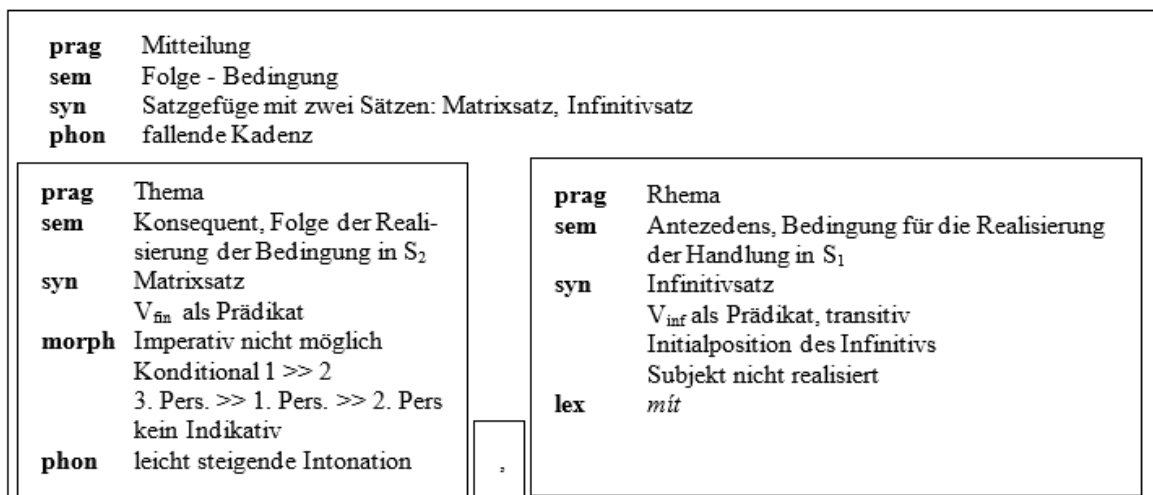 prag Mitteilung
sem Folge - Bedingung
syn Satzgefüge mit zwei Sätzen: Matrixsatz, Infinitivsatz
phon fallende Kadenz
prag Thema
sem Konsequent, Folge der Reali-
sierung der Bedingung in S₂
syn Matrixsatz
V_fin als Prädikat
morph Imperativ nicht möglich
Konditional 1 >> 2
3. Pers. >> 1. Pers. >> 2. Pers
kein Indikativ
phon leicht steigende Intonation
,
prag Rhema
sem Antezedens, Bedingung für die Realisierung
der Handlung in S₁
syn Infinitivsatz
V_inf als Prädikat, transitiv
Initialposition des Infinitivs
Subjekt nicht realisiert
lex mít